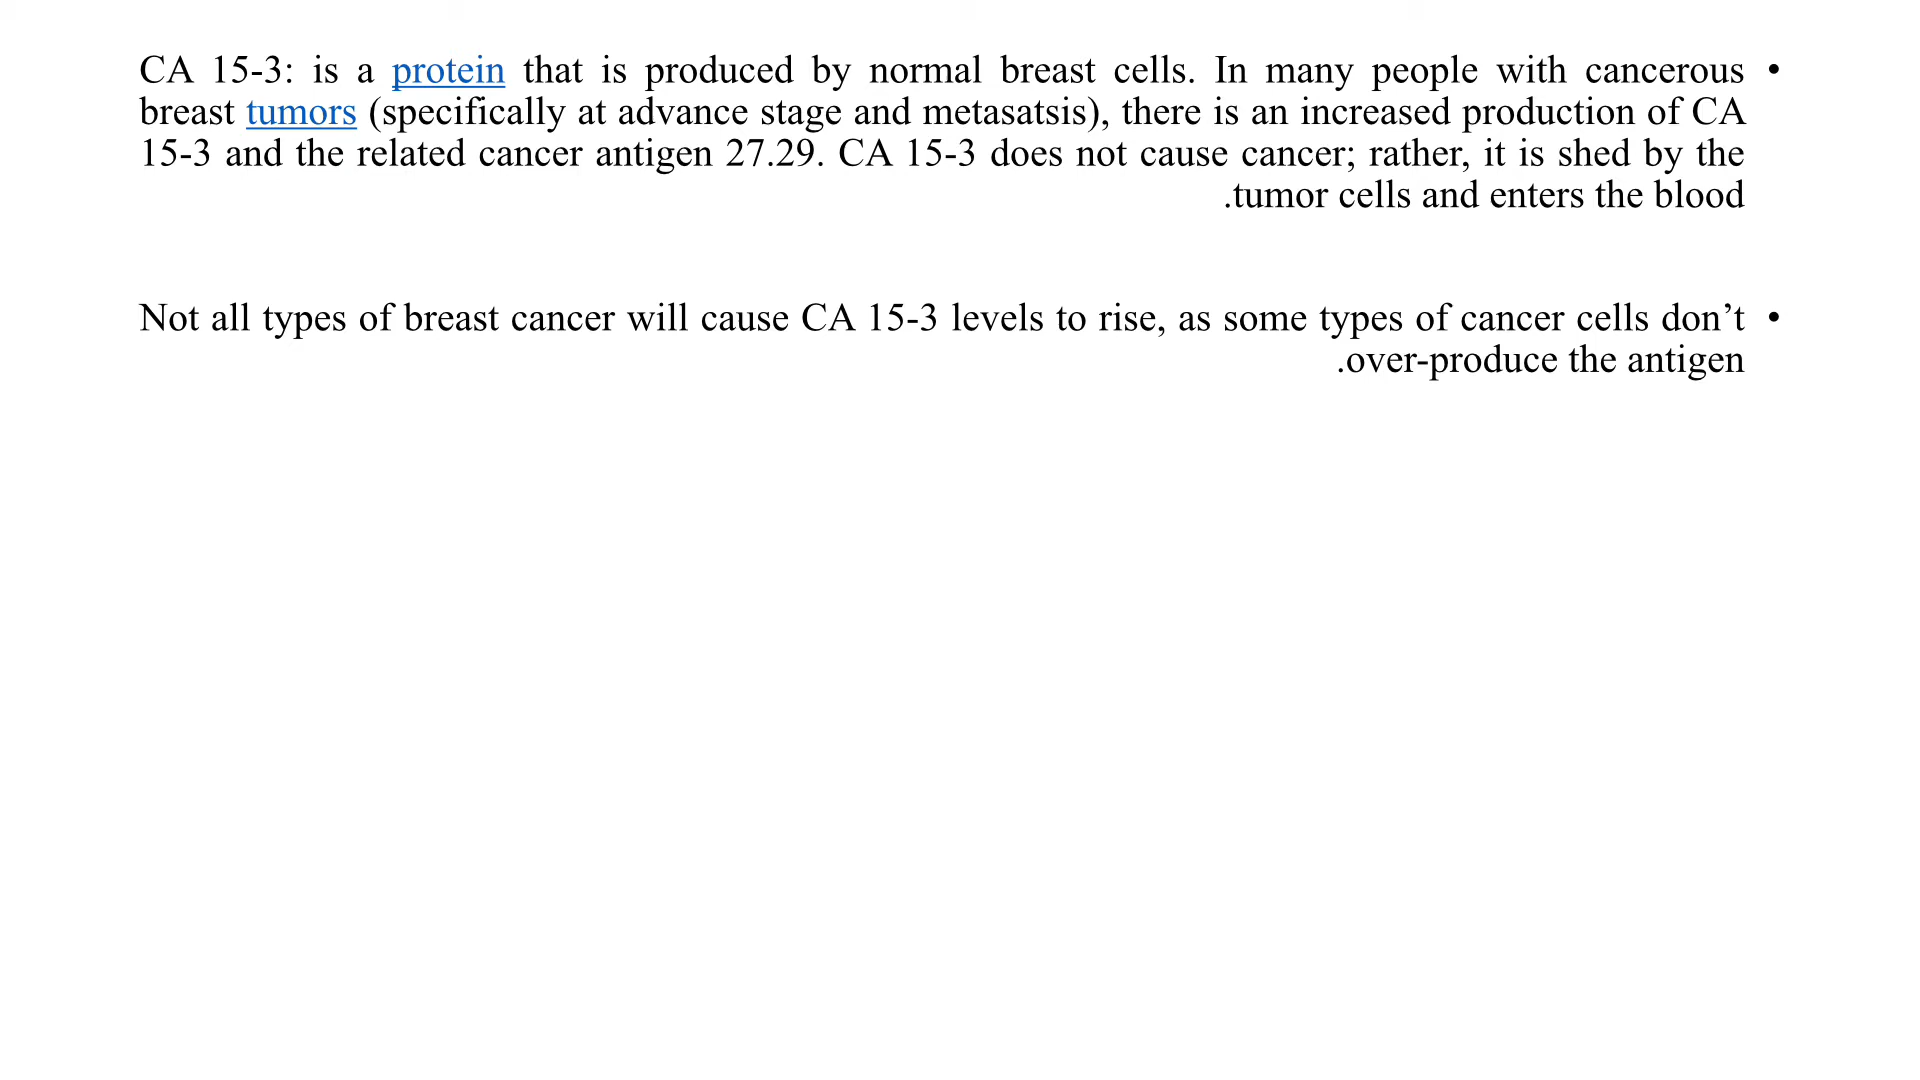 • CA 15-3: is a protein that is produced by normal breast cells. In many people with cancerous
breast tumors (specifically at advance stage and metasatsis), there is an increased production of CA
15-3 and the related cancer antigen 27.29. CA 15-3 does not cause cancer; rather, it is shed by the
tumor cells and enters the blood.
• Not all types of breast cancer will cause CA 15-3 levels to rise, as some types of cancer cells don’t
over-produce the antigen.